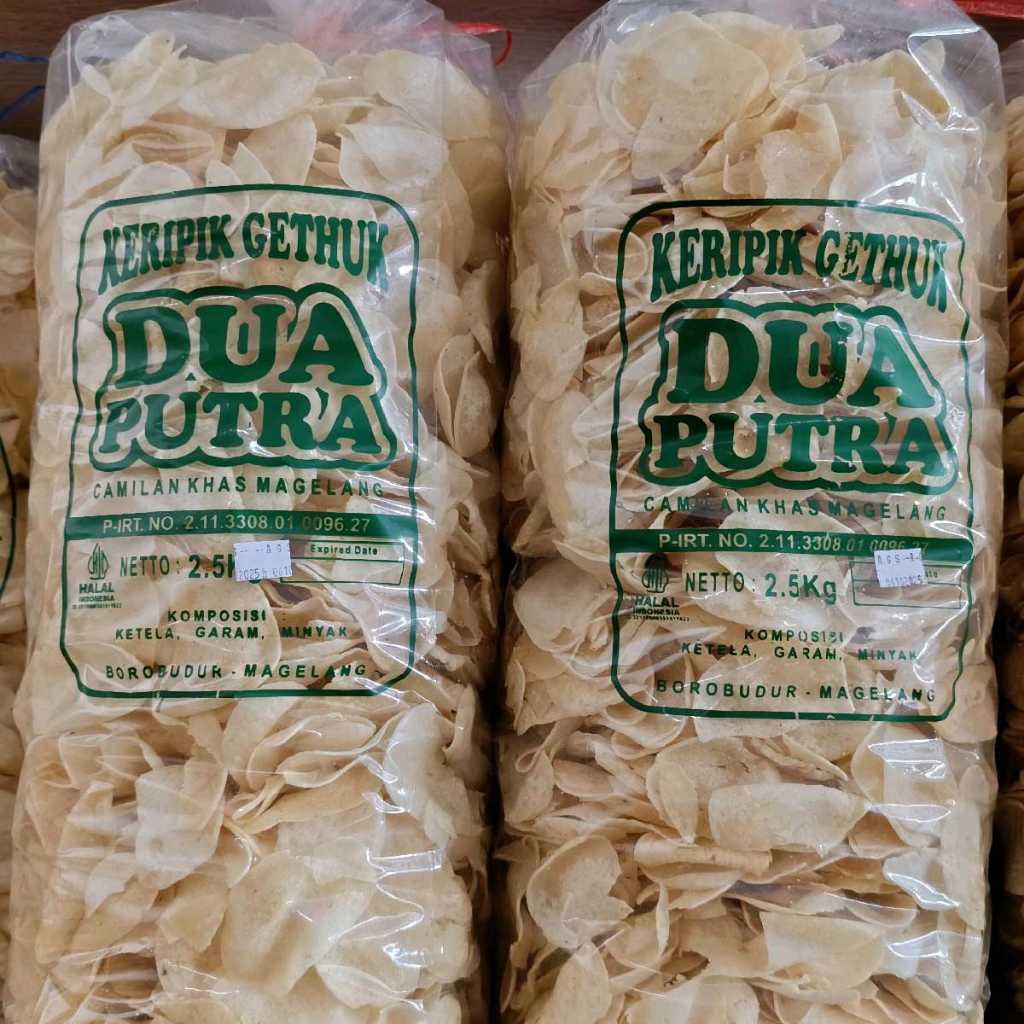 KERIPIK GETHUK
DUA
PUTRA
CAMILAN KHAS MAGELANG
P-IRT. NO. 2.11.3308.01 0096.27
HALAL
INDONESIA
NETTO : 2.5
Expired Date
KOMPOSISI :
KETELA, GARAM, MINYAK
BOROBUDUR - MAGELANG
KERIPIK GETHUK
DUA
PUTRA
CAMILAN KHAS MAGELANG
P-IRT. NO. 2.11.3308.01 0096.27
HALAL
INDONESIA
NETTO : 2.5Kg
KOMPOSISI
KETELA, GARAM, MINYAK
BOROBUDUR - MAGELANG